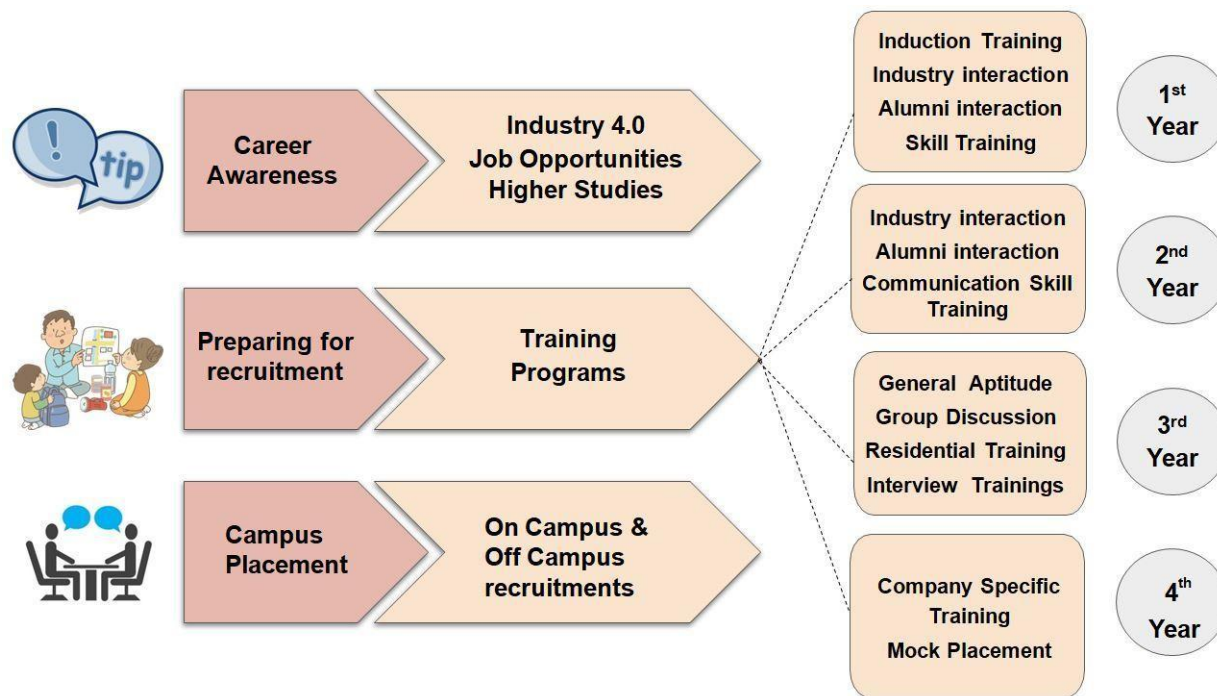 !
tip
Career
Awareness
Industry 4.0
Job Opportunities
Higher Studies
Preparing for
recruitment
Training
Programs
Campus
Placement
On Campus &
Off Campus
recruitments
Induction Training
Industry interaction
Alumni interaction
Skill Training
1st
Year
Industry interaction
Alumni interaction
Communication Skill
Training
2nd
Year
General Aptitude
Group Discussion
Residential Training
Interview Trainings
3rd
Year
Company Specific
Training
Mock Placement
4th
Year